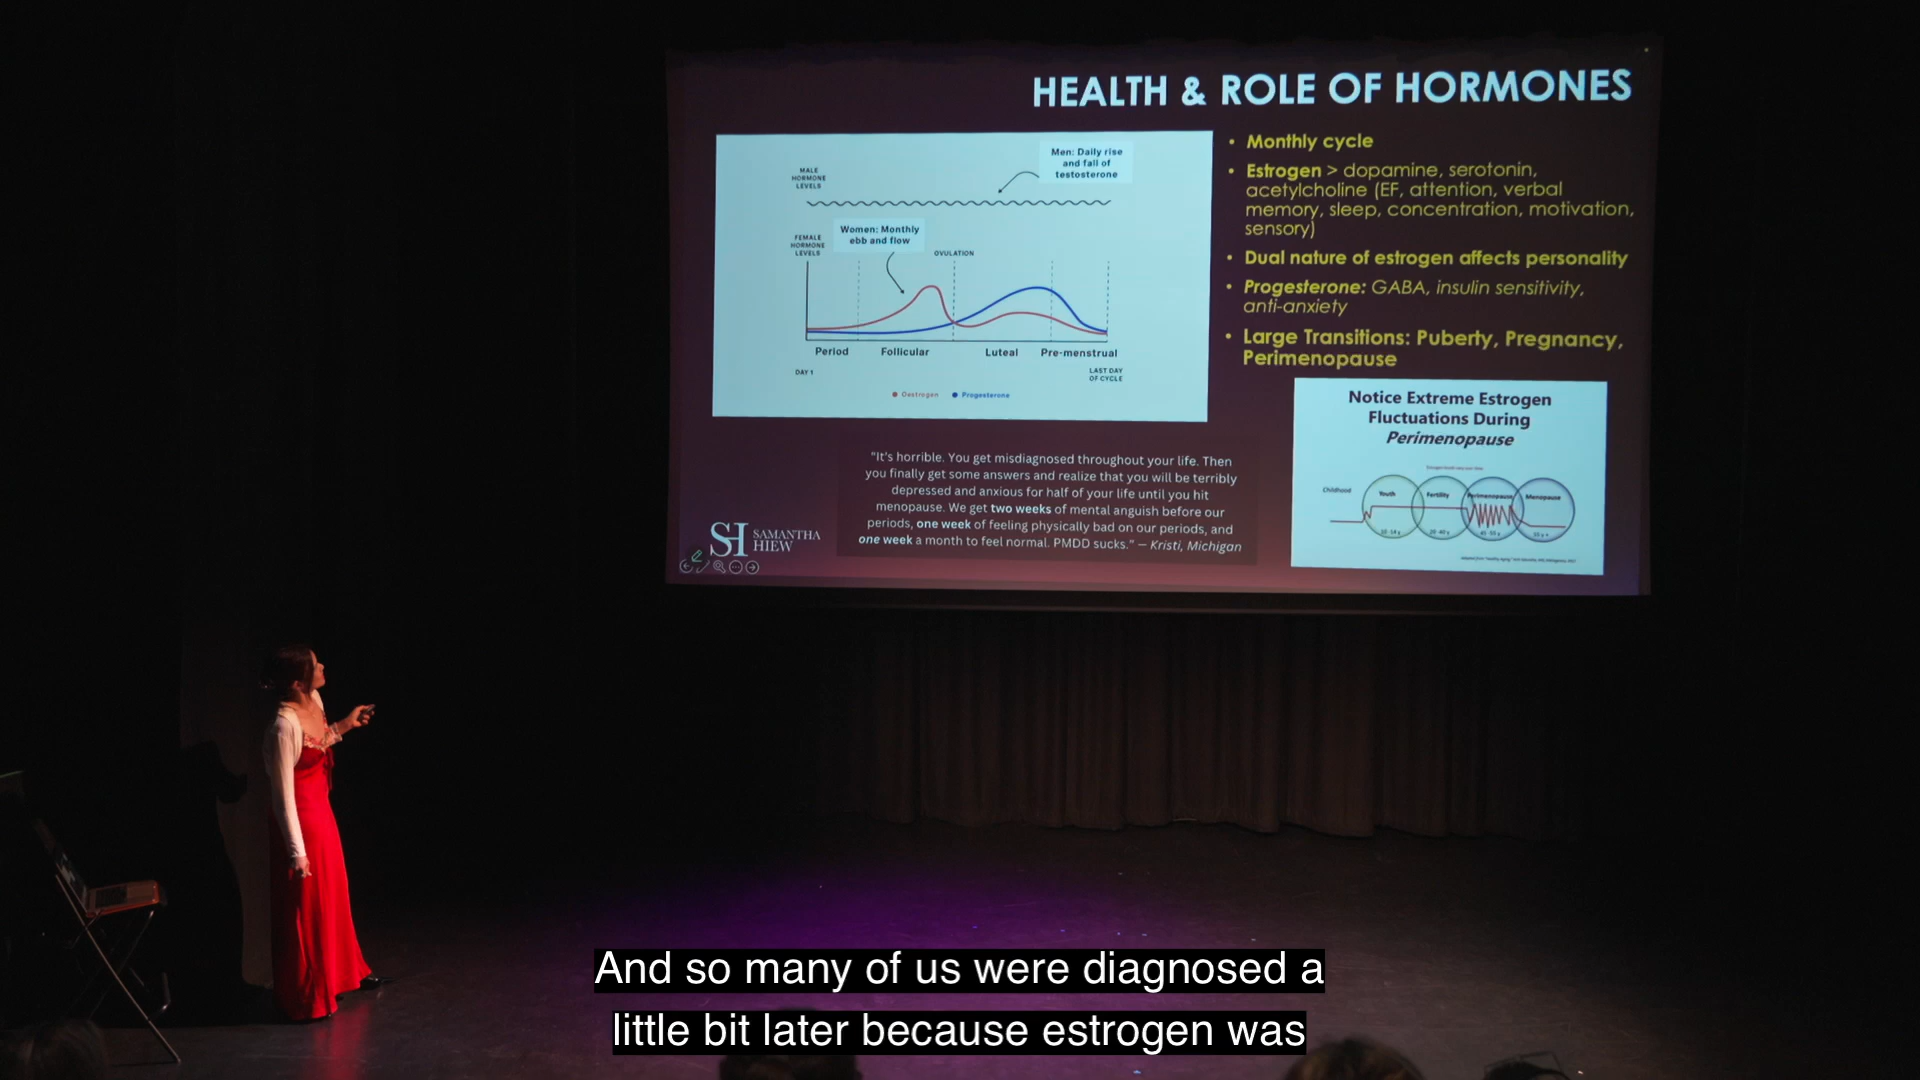 HEALTH & ROLE OF HORMONES
MALE
HORMONE
LEVELS
Men: Daily rise
and fall of
testosterone
FEMALE
HORMONE
LEVELS
Women: Monthly
ebb and flow
OVULATION
Period Follicular Luteal Pre-menstrual
DAY 1
LAST DAY
OF CYCLE
Oestrogen Progesterone
• Monthly cycle
• Estrogen > dopamine, serotonin,
acetylcholine (EF, attention, verbal
memory, sleep, concentration, motivation,
sensory)
• Dual nature of estrogen affects personality
• Progesterone: GABA, insulin sensitivity,
anti-anxiety
• Large Transitions: Puberty, Pregnancy,
Perimenopause
Notice Extreme Estrogen
Fluctuations During
Perimenopause
Childhood Youth Fertility Perimenopause Menopause
"It's horrible. You get misdiagnosed throughout your life. Then
you finally get some answers and realize that you will be terribly
depressed and anxious for half of your life until you hit
menopause. We get two weeks of mental anguish before our
periods, one week of feeling physically bad on our periods, and
one week a month to feel normal. PMDD sucks." — Kristi, Michigan
SH SAMANTHA
HIEW
And so many of us were diagnosed a
little bit later because estrogen was